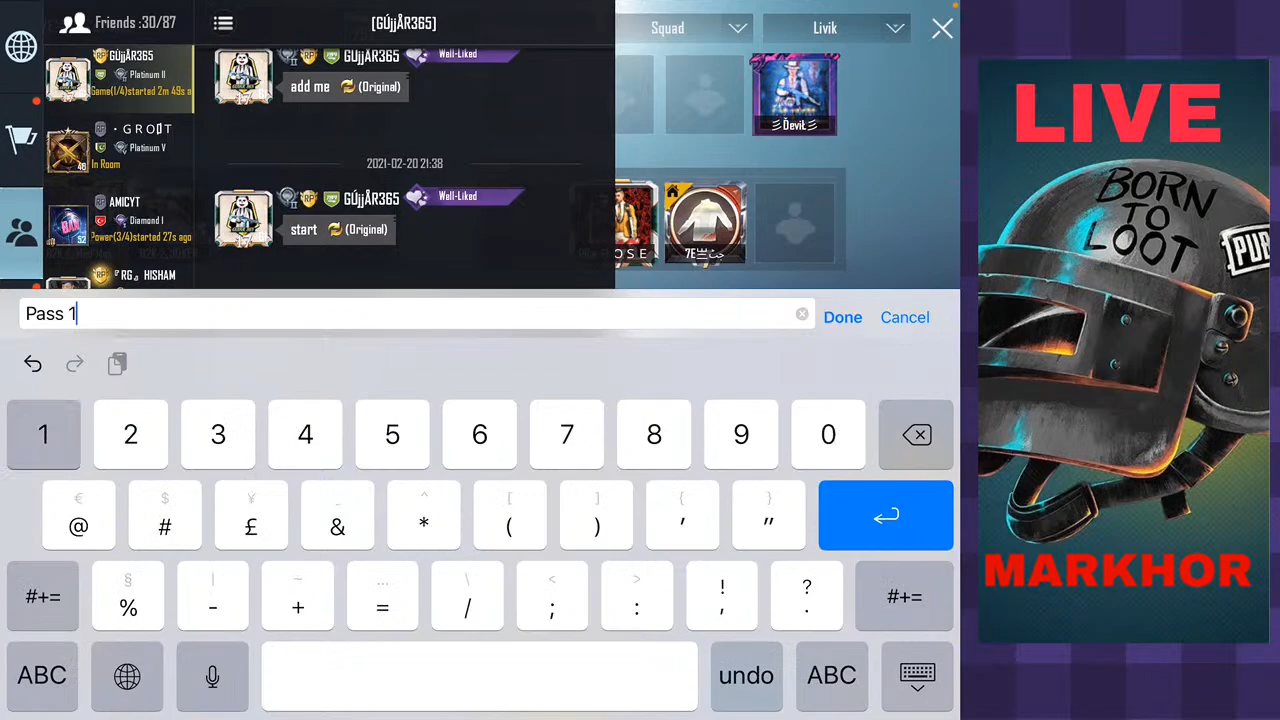 Friends :30/87
[GÚjjÅR365]
Squad
Livik
GÚjjÅR365
Platinum II
Game(1/4)started 2m 49s a
GÚjjÅR365
Well-Liked
add me (Original)
Platinum V
In Room
2021-02-20 21:38
AMICYT
Diamond I
Power(3/4)started 27s ago
GÚjjÅR365
Well-Liked
start (Original)
RG HISHAM
Pass 1
Done
Cancel
1 2 3 4 5 6 7 8 9 0
€ $ ¥ _ ^ [ ] { }
@ # £ & * ( ) ' "
§ | ~ … \ < > ! ?
#+= % - + = / ; : , . #+=
ABC undo ABC
LIVE
BORN
TO
LOOT
PUB
MARKHOR